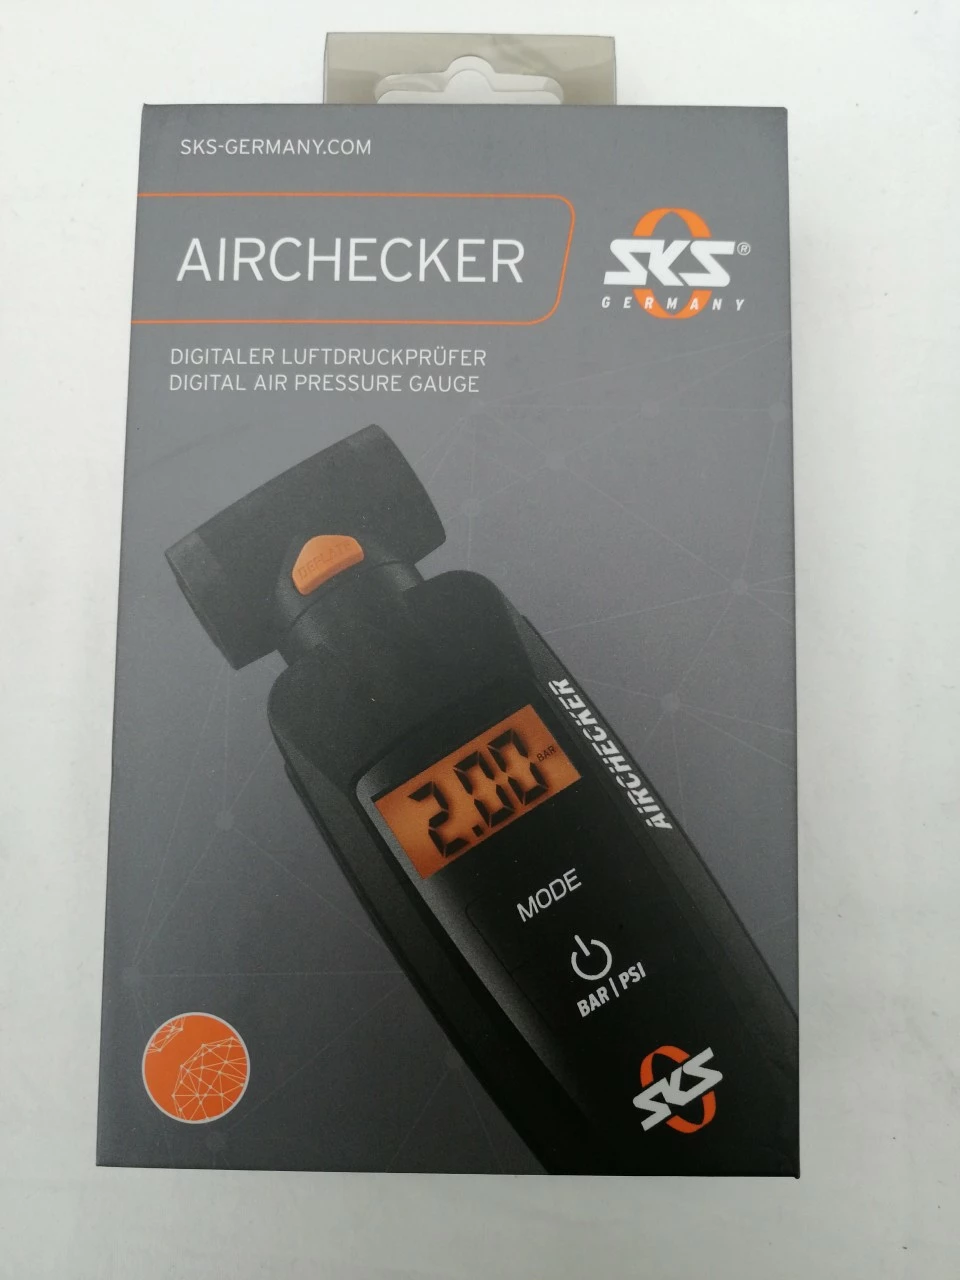 SKS-GERMANY.COM
AIRCHECKER
SKS®
GERMANY
DIGITALER LUFTDRUCKPRÜFER
DIGITAL AIR PRESSURE GAUGE
DEFLATE
AIRCHECKER
2.00 BAR
MODE
BAR | PSI
SKS